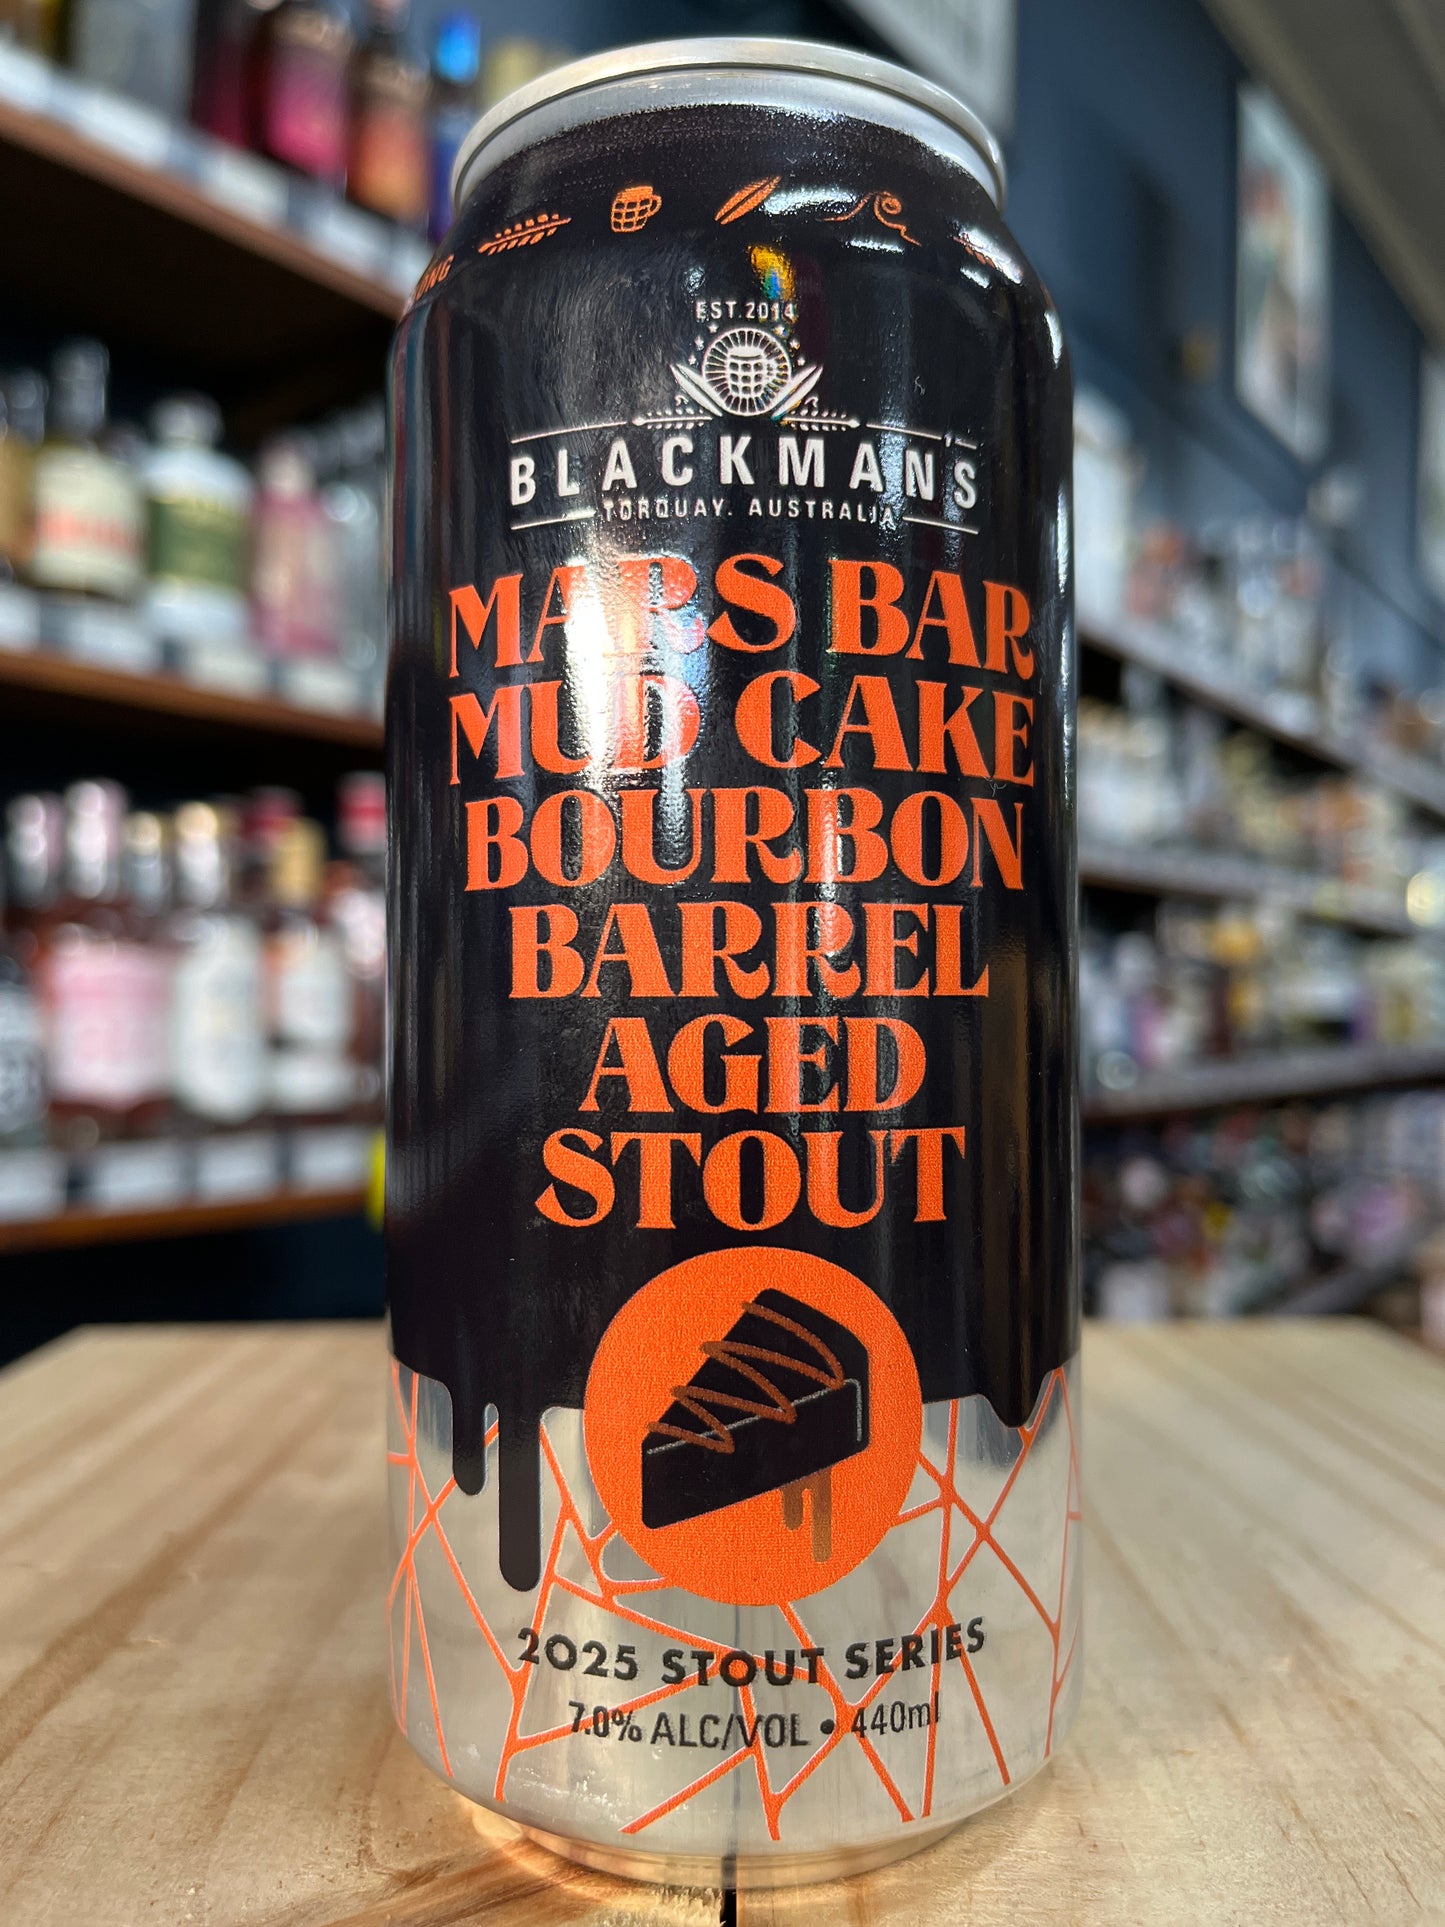 EST. 2014
BLACKMAN'S
TORQUAY. AUSTRALIA
MARS BAR
MUD CAKE
BOURBON
BARREL
AGED
STOUT
2025 STOUT SERIES
7.0% ALC/VOL • 440ml